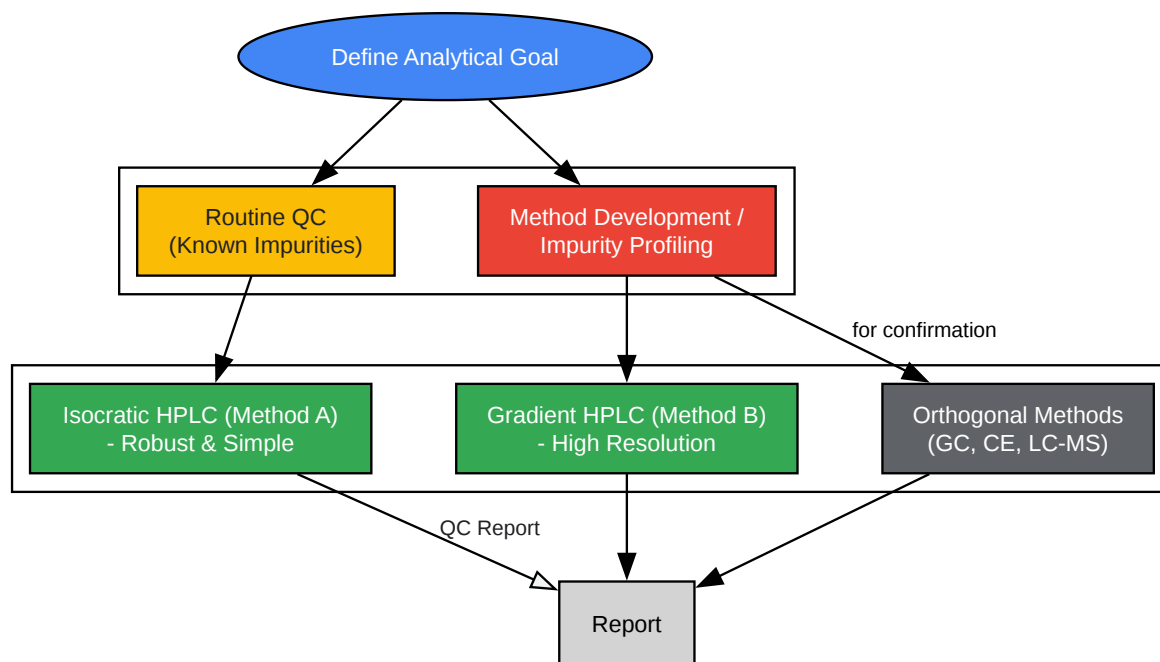 Define Analytical Goal
Routine QC
(Known Impurities)
Method Development /
Impurity Profiling
for confirmation
Isocratic HPLC (Method A)
- Robust & Simple
Gradient HPLC (Method B)
- High Resolution
Orthogonal Methods
(GC, CE, LC-MS)
QC Report
Report